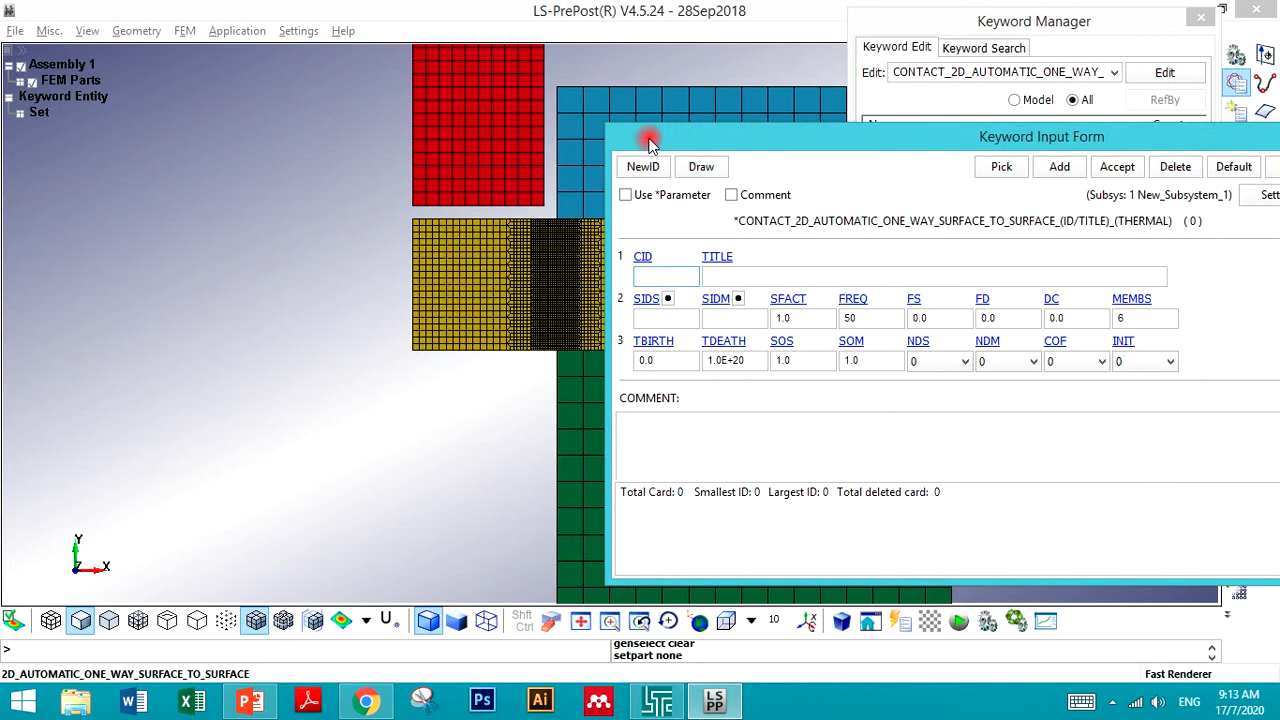 LS-PrePost(R) V4.5.24 - 28Sep2018
File Misc. View Geometry FEM Application Settings Help
Assembly 1
FEM Parts
Keyword Entity
Set
Keyword Manager
Keyword Edit Keyword Search
Edit: CONTACT_2D_AUTOMATIC_ONE_WAY_ Edit
Model All RefBy
Keyword Input Form
NewID Draw Pick Add Accept Delete Default
Use *Parameter Comment (Subsys: 1 New_Subsystem_1) Sett
*CONTACT_2D_AUTOMATIC_ONE_WAY_SURFACE_TO_SURFACE_(ID/TITLE)_(THERMAL) ( 0 )
1 CID TITLE
2 SIDS SIDM SFACT FREQ FS FD DC MEMBS
1.0 50 0.0 0.0 0.0 6
3 TBIRTH TDEATH SOS SOM NDS NDM COF INIT
0.0 1.0E+20 1.0 1.0 0 0 0 0
COMMENT:
Total Card: 0 Smallest ID: 0 Largest ID: 0 Total deleted card: 0
Y
Z
X
Shft
Ctrl
10
>
genselect clear
setpart none
2D_AUTOMATIC_ONE_WAY_SURFACE_TO_SURFACE
Fast Renderer
Ps
Ai
LS
PP
ENG
9:13 AM
17/7/2020